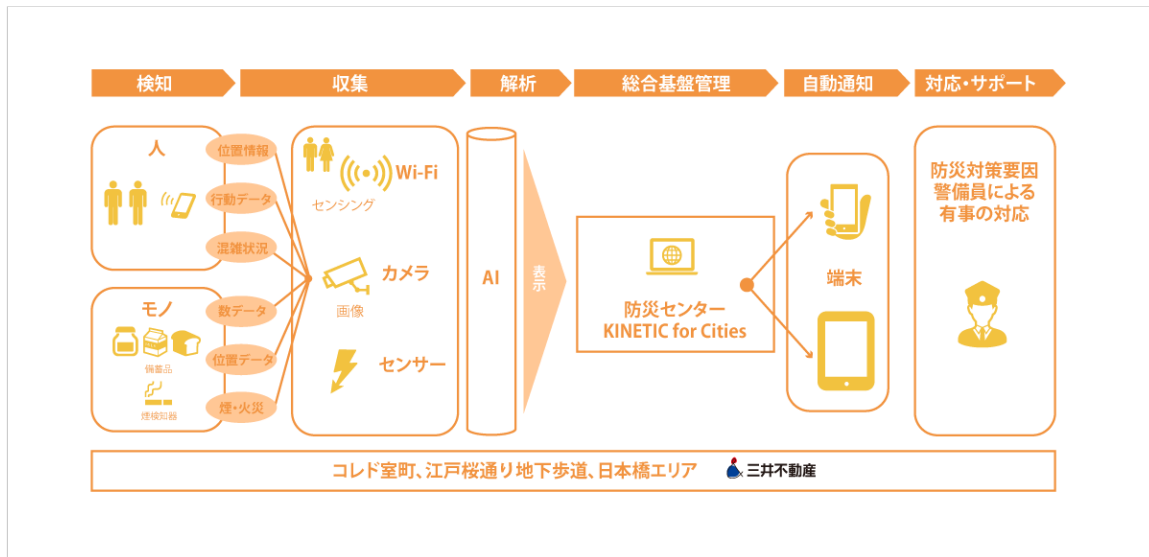 検知
収集
解析
総合基盤管理
自動通知
対応・サポート
人
位置情報
行動データ
混雑状況
モノ
備蓄品
煙検知器
数データ
位置データ
煙・火災
Wi-Fi
センシング
カメラ
画像
センサー
AI
表示
防災センター
KINETIC for Cities
端末
防災対策要因
警備員による
有事の対応
コレド室町、江戸桜通り地下歩道、日本橋エリア
三井不動産